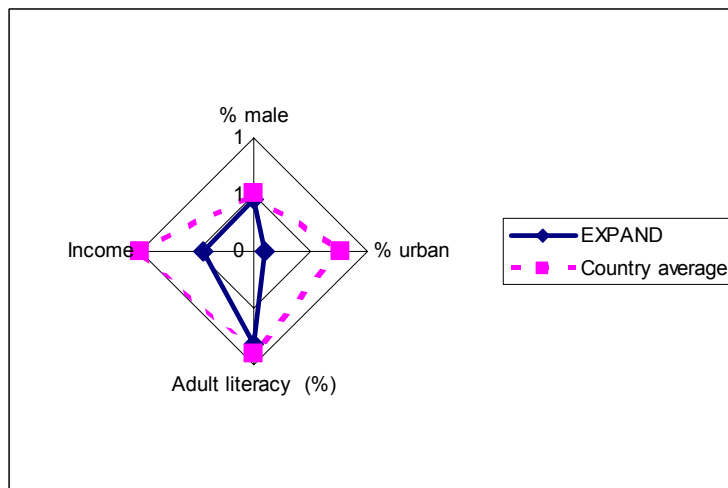 % male
1
1
0
Income
% urban
Adult literacy (%)
EXPAND
Country average